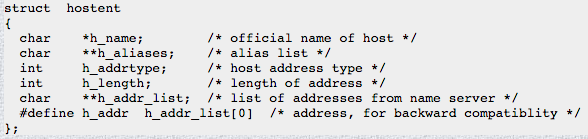 struct  hostent
{
  char    *h_name;        /* official name of host */
  char    **h_aliases;    /* alias list */
  int     h_addrtype;     /* host address type */
  int     h_length;       /* length of address */
  char    **h_addr_list;  /* list of addresses from name server */
  #define h_addr  h_addr_list[0]  /* address, for backward compatiblity */
};